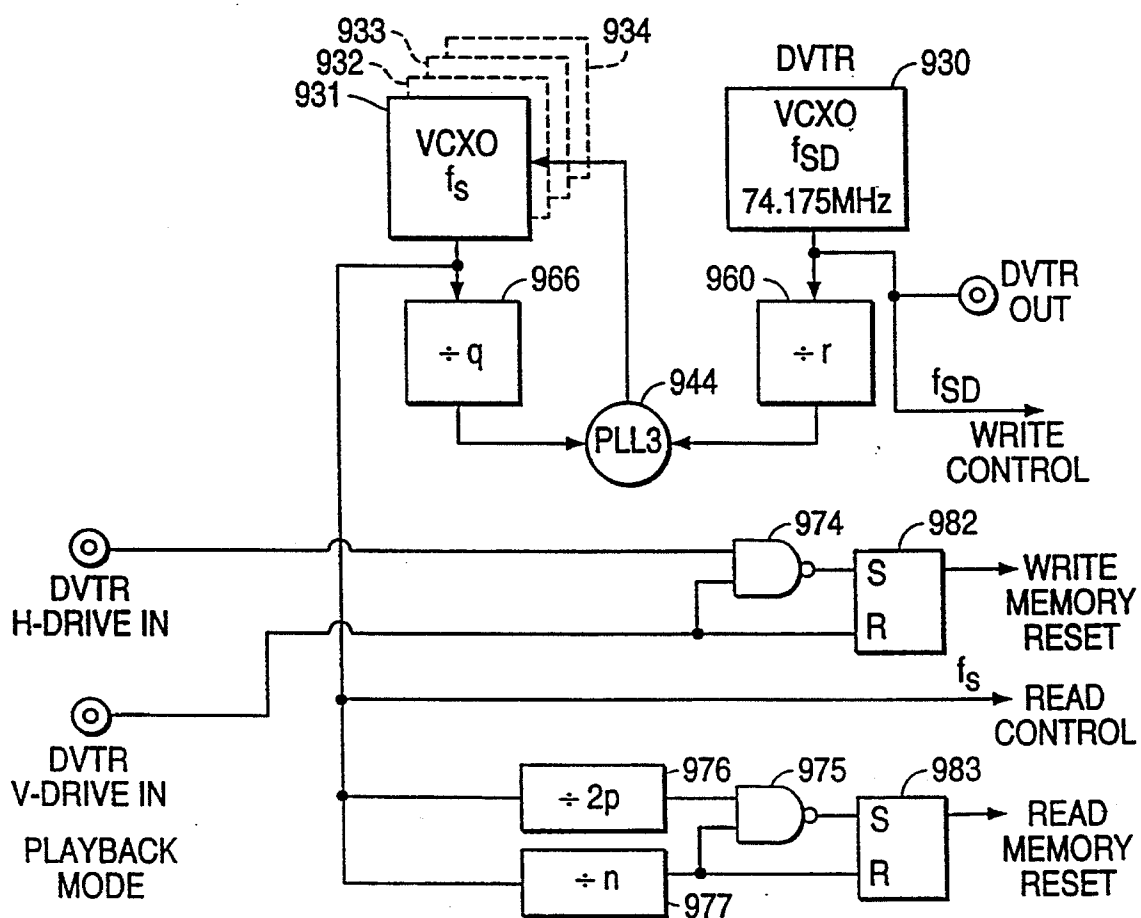 933
934
932
931
DVTR
930
VCXO
fS
VCXO
fSD
74.175MHz
966
960
DVTR
OUT
÷ q
÷ r
944
fSD
PLL3
WRITE
CONTROL
974
982
S
R
DVTR
H-DRIVE IN
WRITE
MEMORY
RESET
fS
READ
CONTROL
DVTR
V-DRIVE IN
976
975
983
÷ 2p
S
R
READ
MEMORY
RESET
PLAYBACK
MODE
÷ n
977